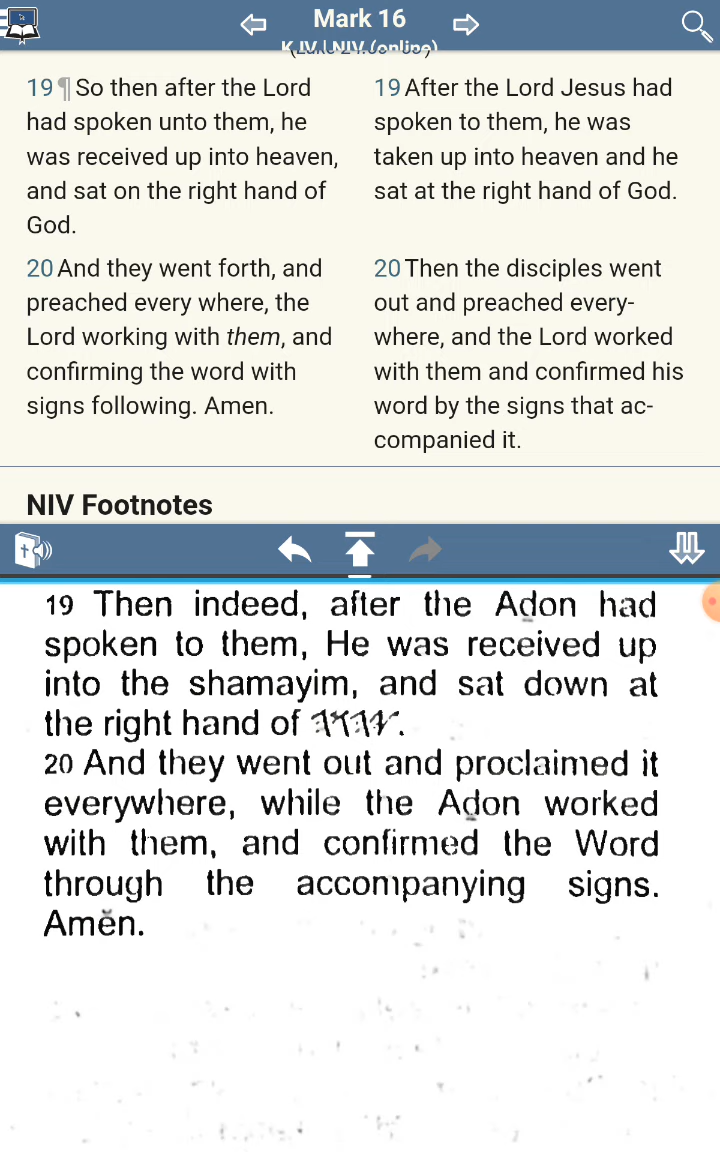 Mark 16
KJV | NIV (online)
19 ¶ So then after the Lord
had spoken unto them, he
was received up into heaven,
and sat on the right hand of
God.
20 And they went forth, and
preached every where, the
Lord working with them, and
confirming the word with
signs following. Amen.
19 After the Lord Jesus had
spoken to them, he was
taken up into heaven and he
sat at the right hand of God.
20 Then the disciples went
out and preached every-
where, and the Lord worked
with them and confirmed his
word by the signs that ac-
companied it.
NIV Footnotes
19 Then indeed, after the Aḏon had
spoken to them, He was received up
into the shamayim, and sat down at
the right hand of 𐤉𐤄𐤅𐤄.
20 And they went out and proclaimed it
everywhere, while the Aḏon worked
with them, and confirmed the Word
through the accompanying signs.
Amĕn.